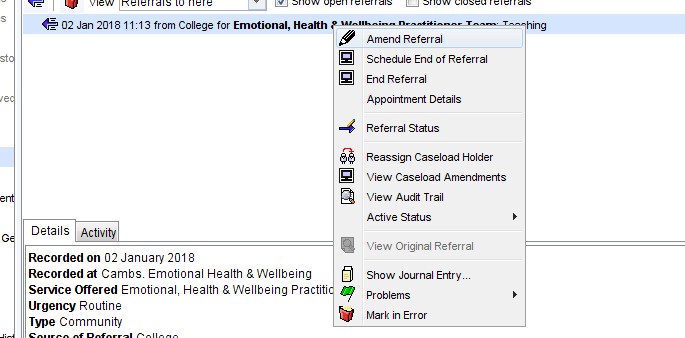 View Referrals to here Show open referrals Show closed referrals
02 Jan 2018 11:13 from College for Emotional, Health & Wellbeing Practitioner Team: Teaching
Amend Referral
Schedule End of Referral
End Referral
Appointment Details
Referral Status
Reassign Caseload Holder
View Caseload Amendments
View Audit Trail
Active Status
View Original Referral
Show Journal Entry...
Problems
Mark in Error
Details Activity
Recorded on 02 January 2018
Recorded at Cambs. Emotional Health & Wellbeing
Service Offered Emotional, Health & Wellbeing Practitio
Urgency Routine
Type Community
Source of Referral College